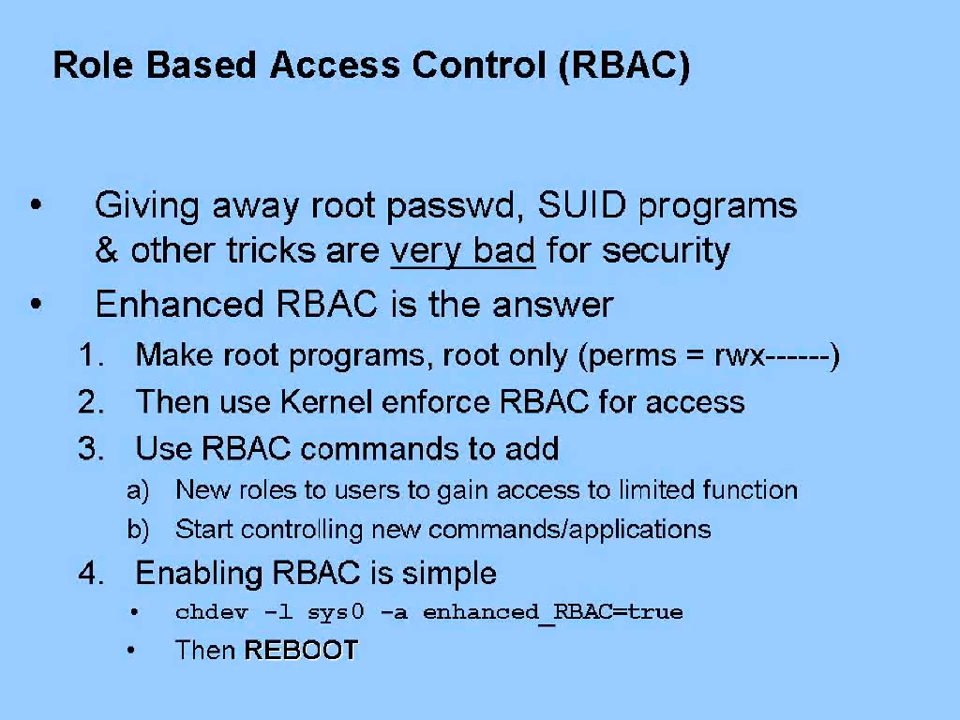 Role Based Access Control (RBAC)
• Giving away root passwd, SUID programs
& other tricks are very bad for security
• Enhanced RBAC is the answer
1. Make root programs, root only (perms = rwx------)
2. Then use Kernel enforce RBAC for access
3. Use RBAC commands to add
a) New roles to users to gain access to limited function
b) Start controlling new commands/applications
4. Enabling RBAC is simple
• chdev -l sys0 -a enhanced_RBAC=true
• Then REBOOT